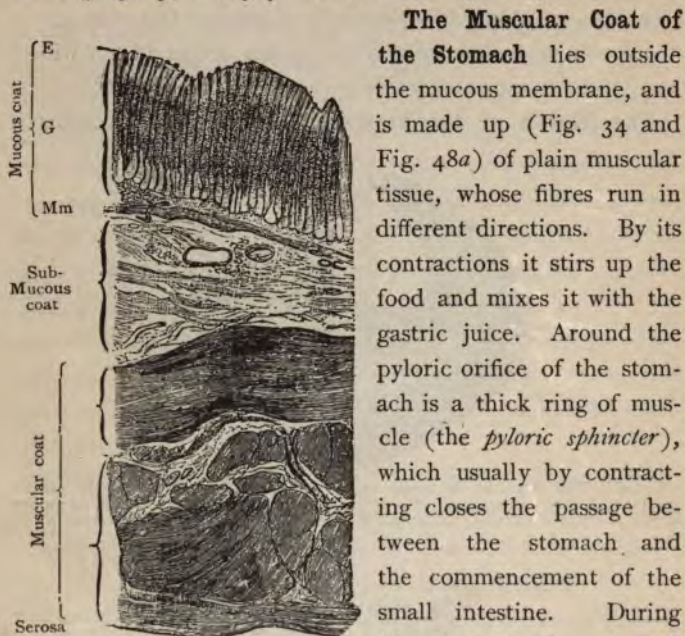 The Muscular Coat of
the Stomach lies outside
the mucous membrane, and
is made up (Fig. 34 and
Fig. 48a) of plain muscular
tissue, whose fibres run in
different directions. By its
contractions it stirs up the
food and mixes it with the
gastric juice. Around the
pyloric orifice of the stom-
ach is a thick ring of mus-
cle (the pyloric sphincter),
which usually by contract-
ing closes the passage be-
tween the stomach and
the commencement of the
small intestine. During
E
Mucous coat
G
Mm
Sub-
Mucous
coat
Muscular coat
Serosa